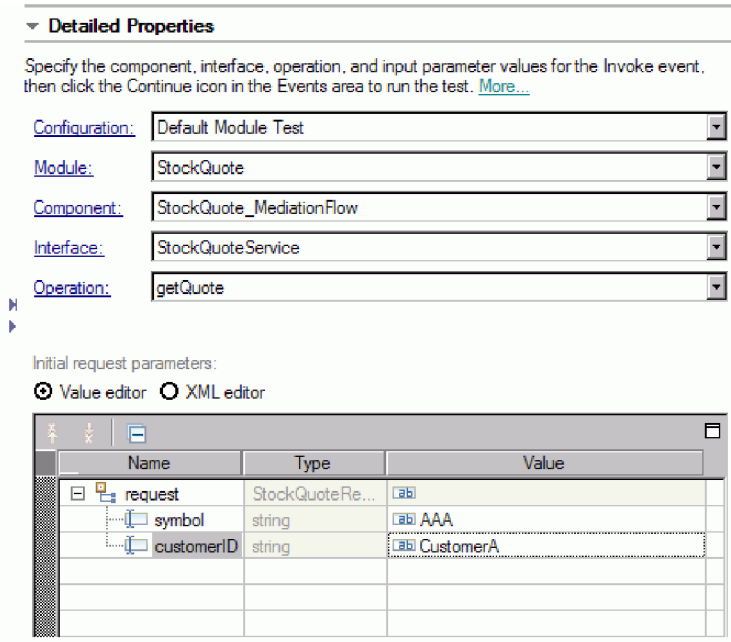 Detailed Properties
Specify the component, interface, operation, and input parameter values for the Invoke event,
then click the Continue icon in the Events area to run the test. More...
Configuration: Default Module Test
Module: StockQuote
Component: StockQuote_MediationFlow
Interface: StockQuoteService
Operation: getQuote
Initial request parameters:
Value editor XML editor
Name Type Value
request StockQuoteRe... ab
symbol string ab AAA
customerID string ab CustomerA